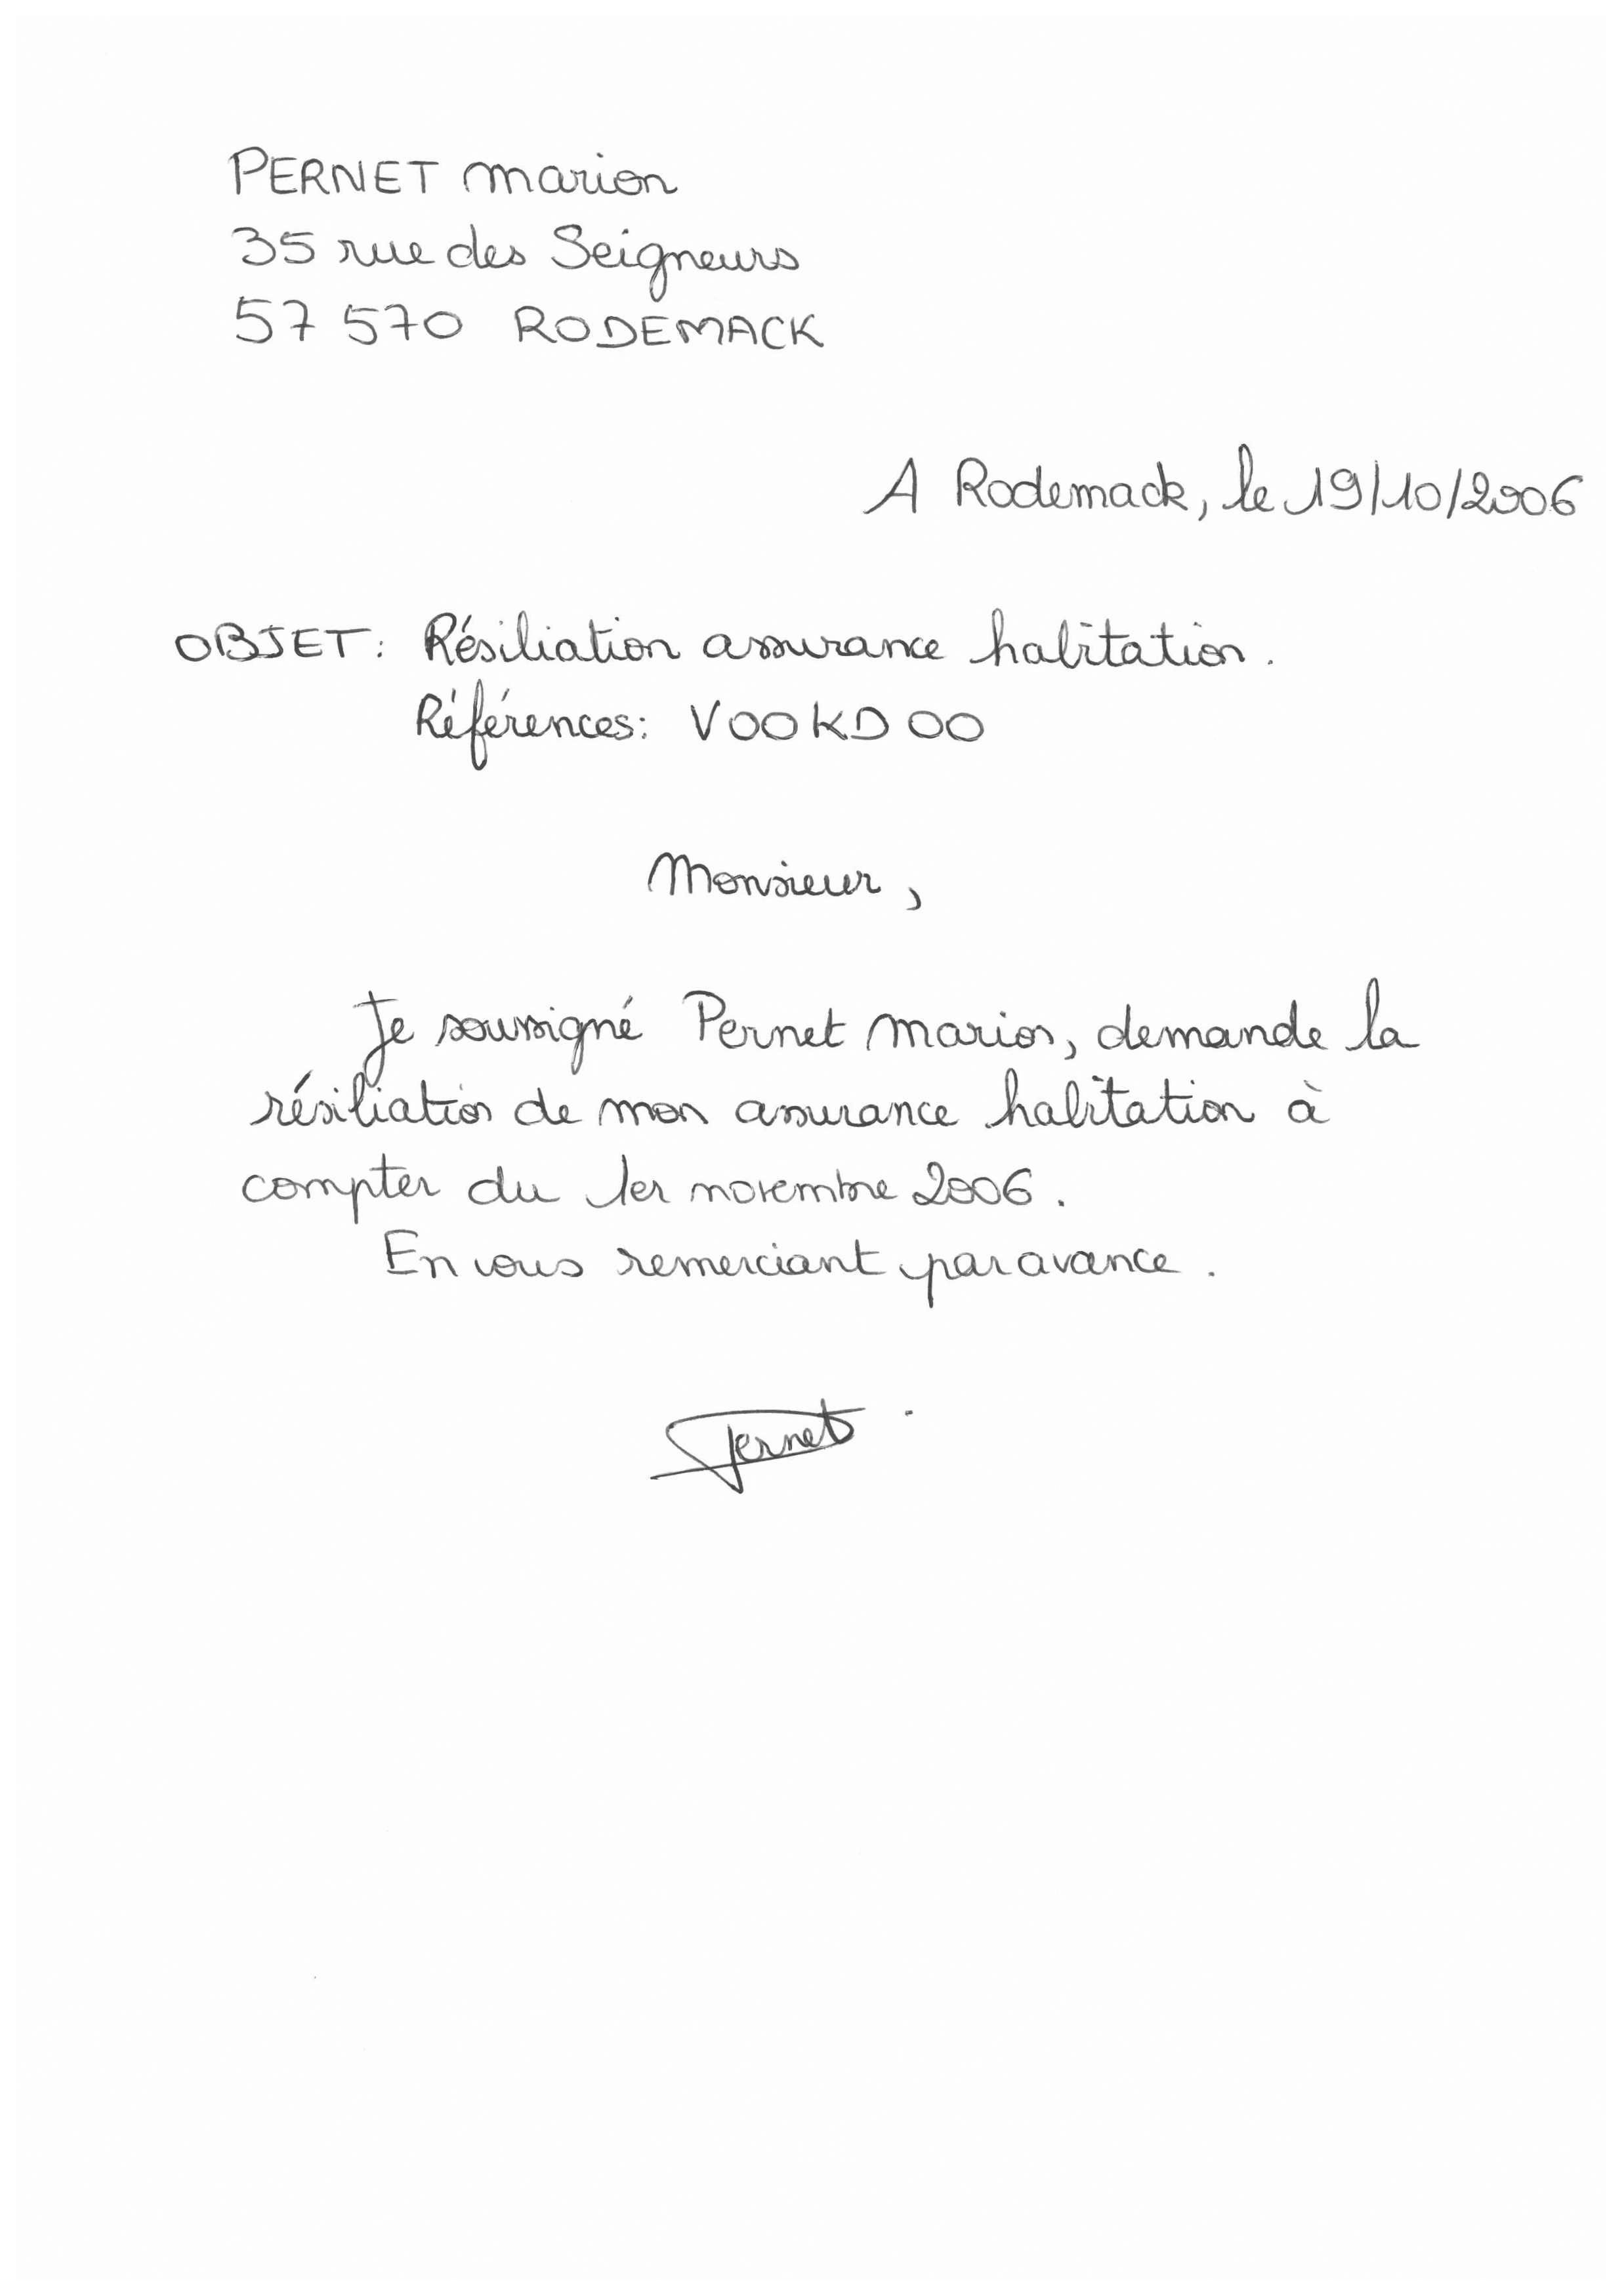 PERNET Marion
35 rue des Seigneurs
57 570 RODEMACK
A Rodemack, le 19/10/2006
OBJET: Résiliation assurance habitation.
Références: VOOKDOO
Monsieur,
Je soussigné Pernet Marion, demande la
résiliation de mon assurance habitation à
compter du 1er novembre 2006.
En vous remerciant par avance.
Pernet